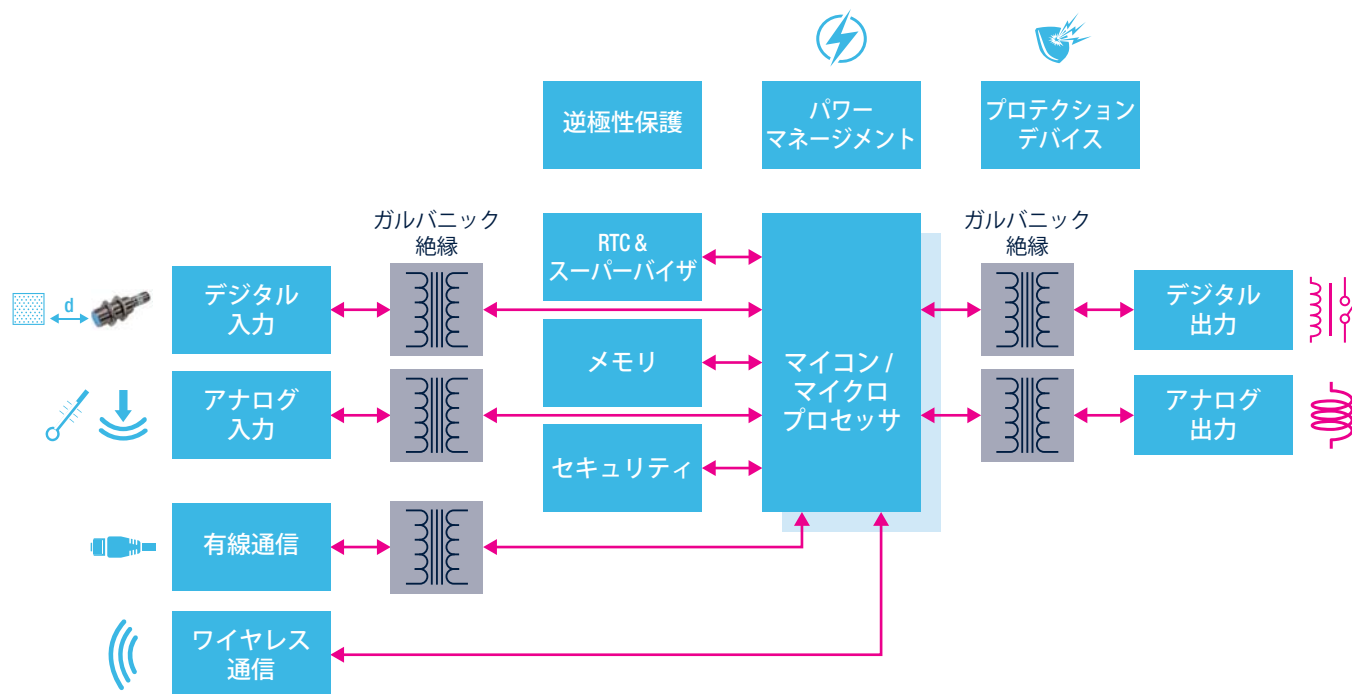 逆極性保護
パワー
マネージメント
プロテクション
デバイス
ガルバニック
絶縁
RTC &
スーパーバイザ
ガルバニック
絶縁
d
デジタル
入力
デジタル
出力
メモリ
マイコン /
マイクロ
プロセッサ
アナログ
入力
アナログ
出力
セキュリティ
有線通信
ワイヤレス
通信